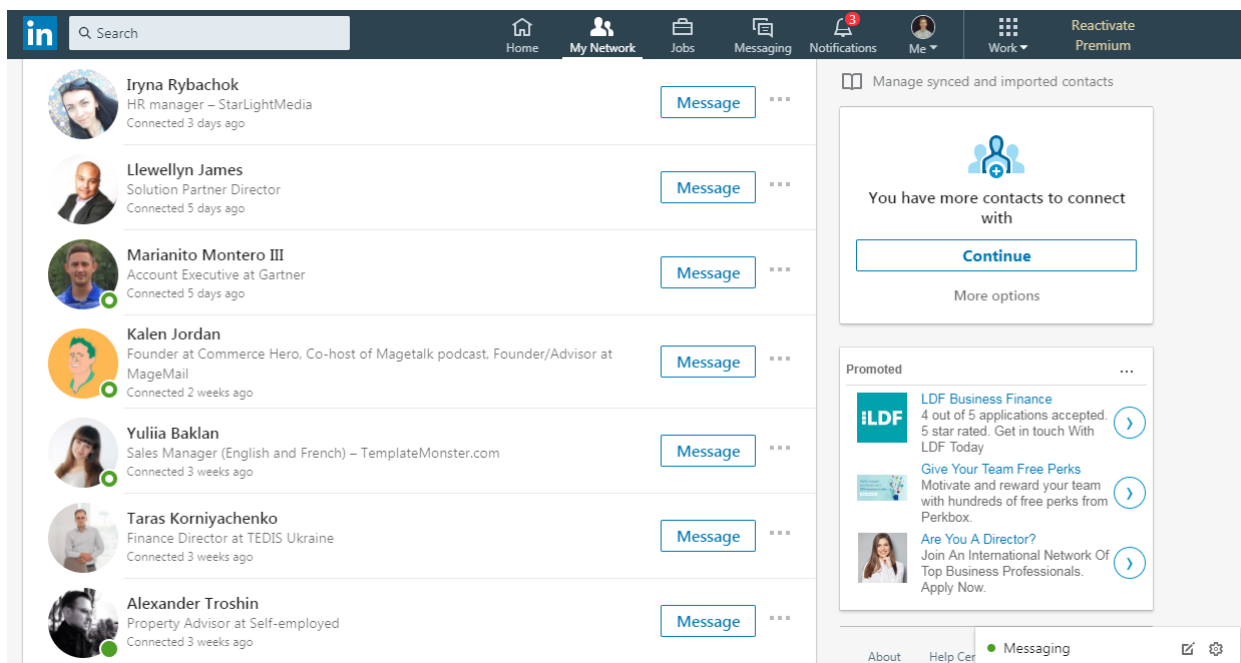 in
Search
Home
My Network
Jobs
Messaging
3
Notifications
Me
Work
Reactivate
Premium
Iryna Rybachok
HR manager – StarLightMedia
Connected 3 days ago
Message
Llewellyn James
Solution Partner Director
Connected 5 days ago
Message
Marianito Montero III
Account Executive at Gartner
Connected 5 days ago
Message
Kalen Jordan
Founder at Commerce Hero, Co-host of Magetalk podcast, Founder/Advisor at
MageMail
Connected 2 weeks ago
Message
Yuliia Baklan
Sales Manager (English and French) – TemplateMonster.com
Connected 3 weeks ago
Message
Taras Korniyachenko
Finance Director at TEDIS Ukraine
Connected 3 weeks ago
Message
Alexander Troshin
Property Advisor at Self-employed
Connected 3 weeks ago
Message
Manage synced and imported contacts
You have more contacts to connect
with
Continue
More options
Promoted
LDF
LDF Business Finance
4 out of 5 applications accepted.
5 star rated. Get in touch With
LDF Today
Give Your Team Free Perks
Motivate and reward your team
with hundreds of free perks from
Perkbox.
Are You A Director?
Join An International Network Of
Top Business Professionals.
Apply Now.
About
Help Cen
Messaging